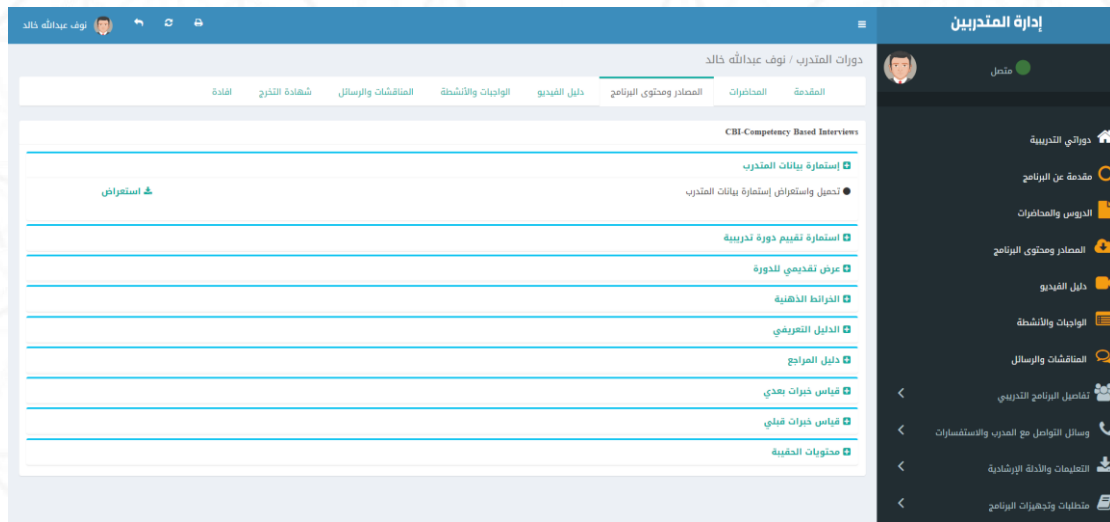 إدارة المتدربين
نوف عبدالله خالد
متصل
دوراتي التدريبية
مقدمة عن البرنامج
الدروس والمحاضرات
المصادر ومحتوى البرنامج
دليل الفيديو
الواجبات والأنشطة
المناقشات والرسائل
تفاصيل البرنامج التدريبي
وسائل التواصل مع المدرب والاستفسارات
التعليمات والأدلة الإرشادية
متطلبات وتجهيزات البرنامج
دورات المتدرب / نوف عبدالله خالد
المقدمة المحاضرات المصادر ومحتوى البرنامج دليل الفيديو الواجبات والأنشطة المناقشات والرسائل شهادة التخرج افادة
CBI-Competency Based Interviews
إستمارة بيانات المتدرب
تحميل واستعراض إستمارة بيانات المتدرب استعراض
استمارة تقييم دورة تدريبية
عرض تقديمي للدورة
الخرائط الذهنية
الدليل التعريفي
دليل المراجع
قياس خبرات بعدي
قياس خبرات قبلي
محتويات الحقيبة